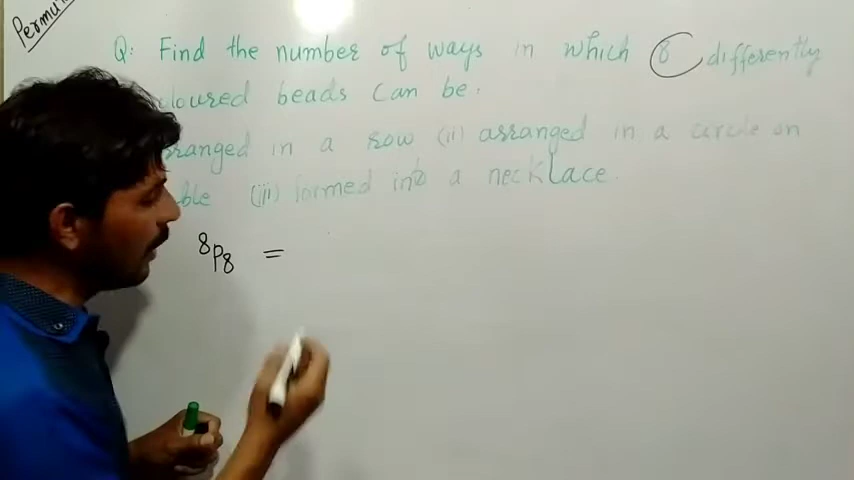 Permu
Q: Find the number of ways in which 8 differently
loured beads can be.
rranged in a row (ii) arranged in a circle on
ble (iii) formed into a necklace.
⁸P₈ =